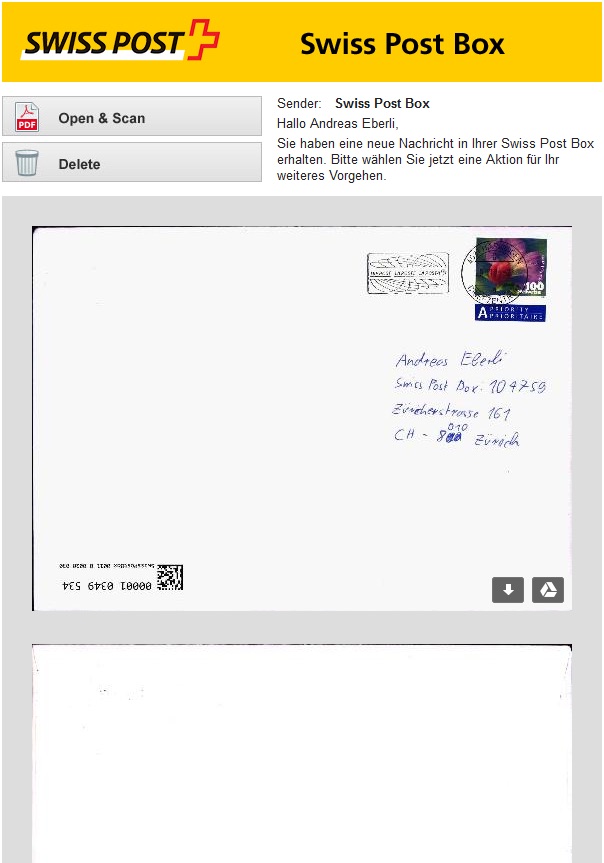 SWISS POST
Swiss Post Box
PDF
Open & Scan
Delete
Sender: Swiss Post Box
Hallo Andreas Eberli,
Sie haben eine neue Nachricht in Ihrer Swiss Post Box
erhalten. Bitte wählen Sie jetzt eine Aktion für Ihr
weiteres Vorgehen.
100
A PRIORITY
PRIORITAIRE
Andreas Eberli
Swiss Post Box: 104759
Zürcherstrasse 161
CH - 8010 Zürich
00001 0349 534